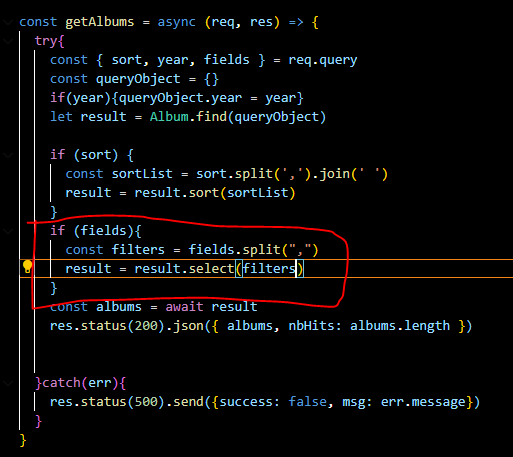 const getAlbums = async (req, res) => {
try{
const { sort, year, fields } = req.query
const queryObject = {}
if(year){queryObject.year = year}
let result = Album.find(queryObject)
if (sort) {
const sortList = sort.split(',').join(' ')
result = result.sort(sortList)
}
if (fields){
const filters = fields.split(",")
result = result.select(filters)
}
const albums = await result
res.status(200).json({ albums, nbHits: albums.length })
}catch(err){
res.status(500).send({success: false, msg: err.message})
}
}